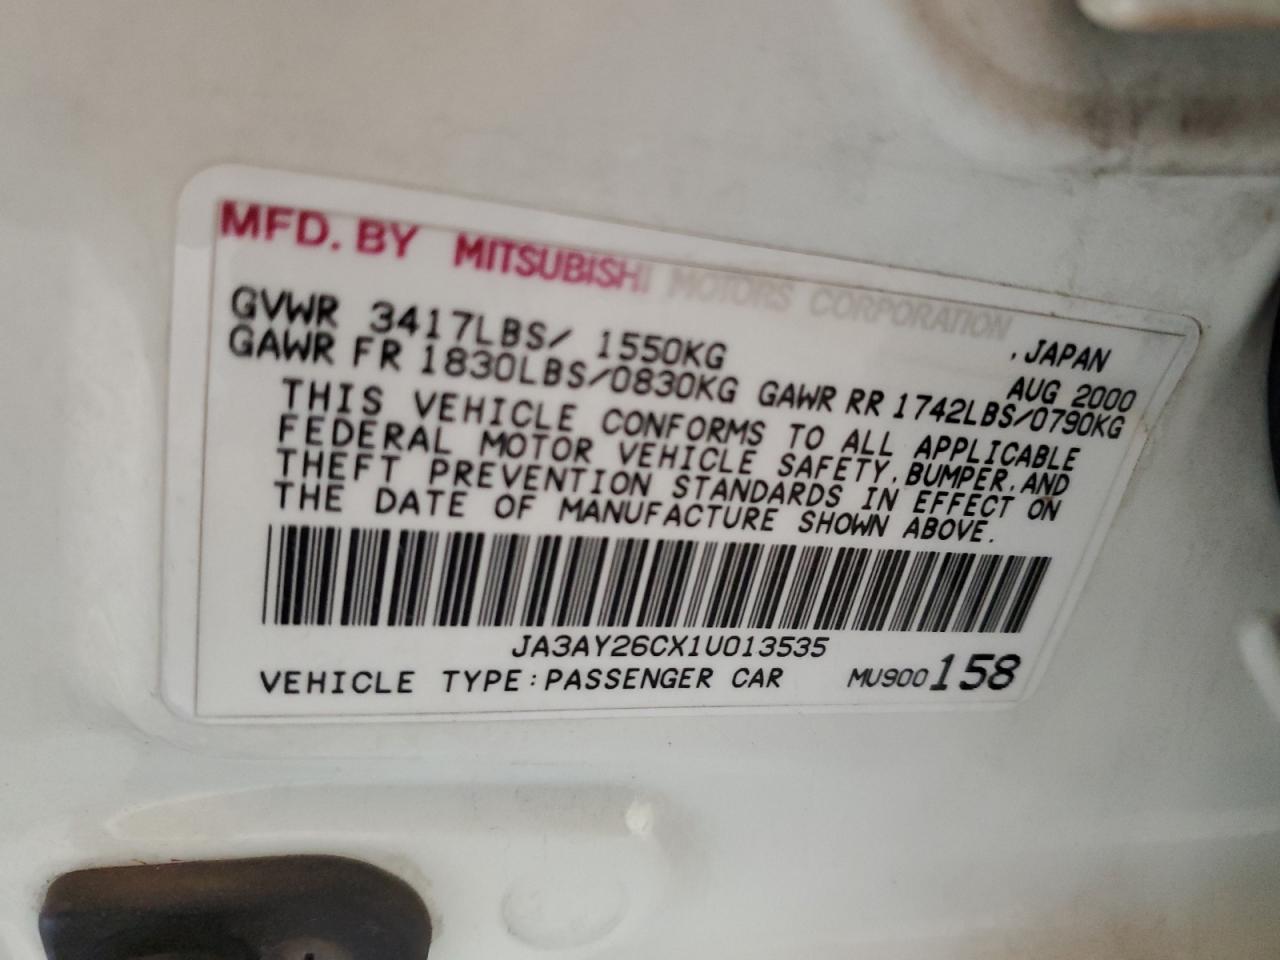 MFD. BY MITSUBISHI MOTORS CORPORATION, JAPAN
GVWR 3417LBS/ 1550KG AUG 2000
GAWR FR 1830LBS/0830KG GAWR RR 1742LBS/0790KG
THIS VEHICLE CONFORMS TO ALL APPLICABLE
FEDERAL MOTOR VEHICLE SAFETY, BUMPER, AND
THEFT PREVENTION STANDARDS IN EFFECT ON
THE DATE OF MANUFACTURE SHOWN ABOVE.
JA3AY26CX1U013535
VEHICLE TYPE:PASSENGER CAR MU900158